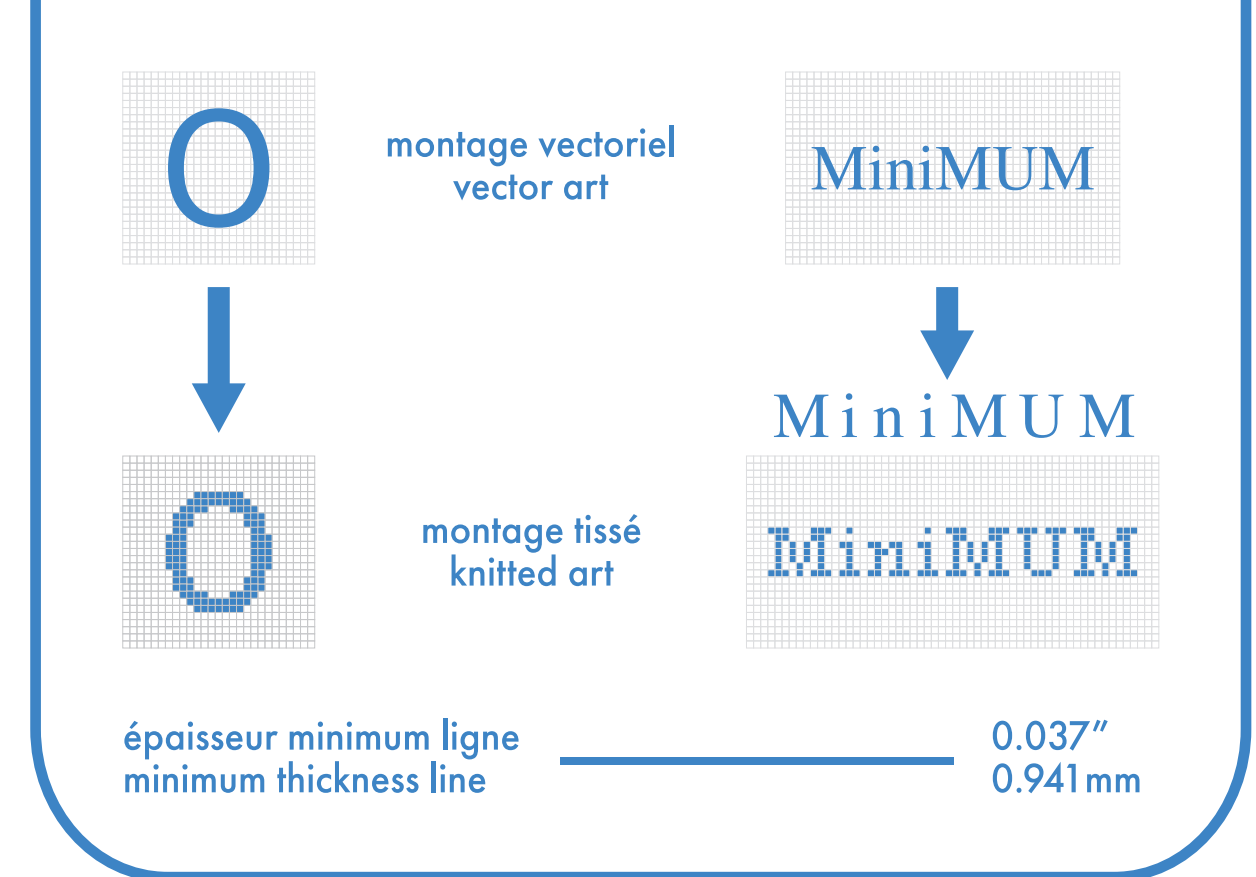 O
montage vectoriel
vector art
MiniMUM
MiniMUM
O
montage tissé
knitted art
MiniMUM
épaisseur minimum ligne
minimum thickness line
0.037″
0.941mm